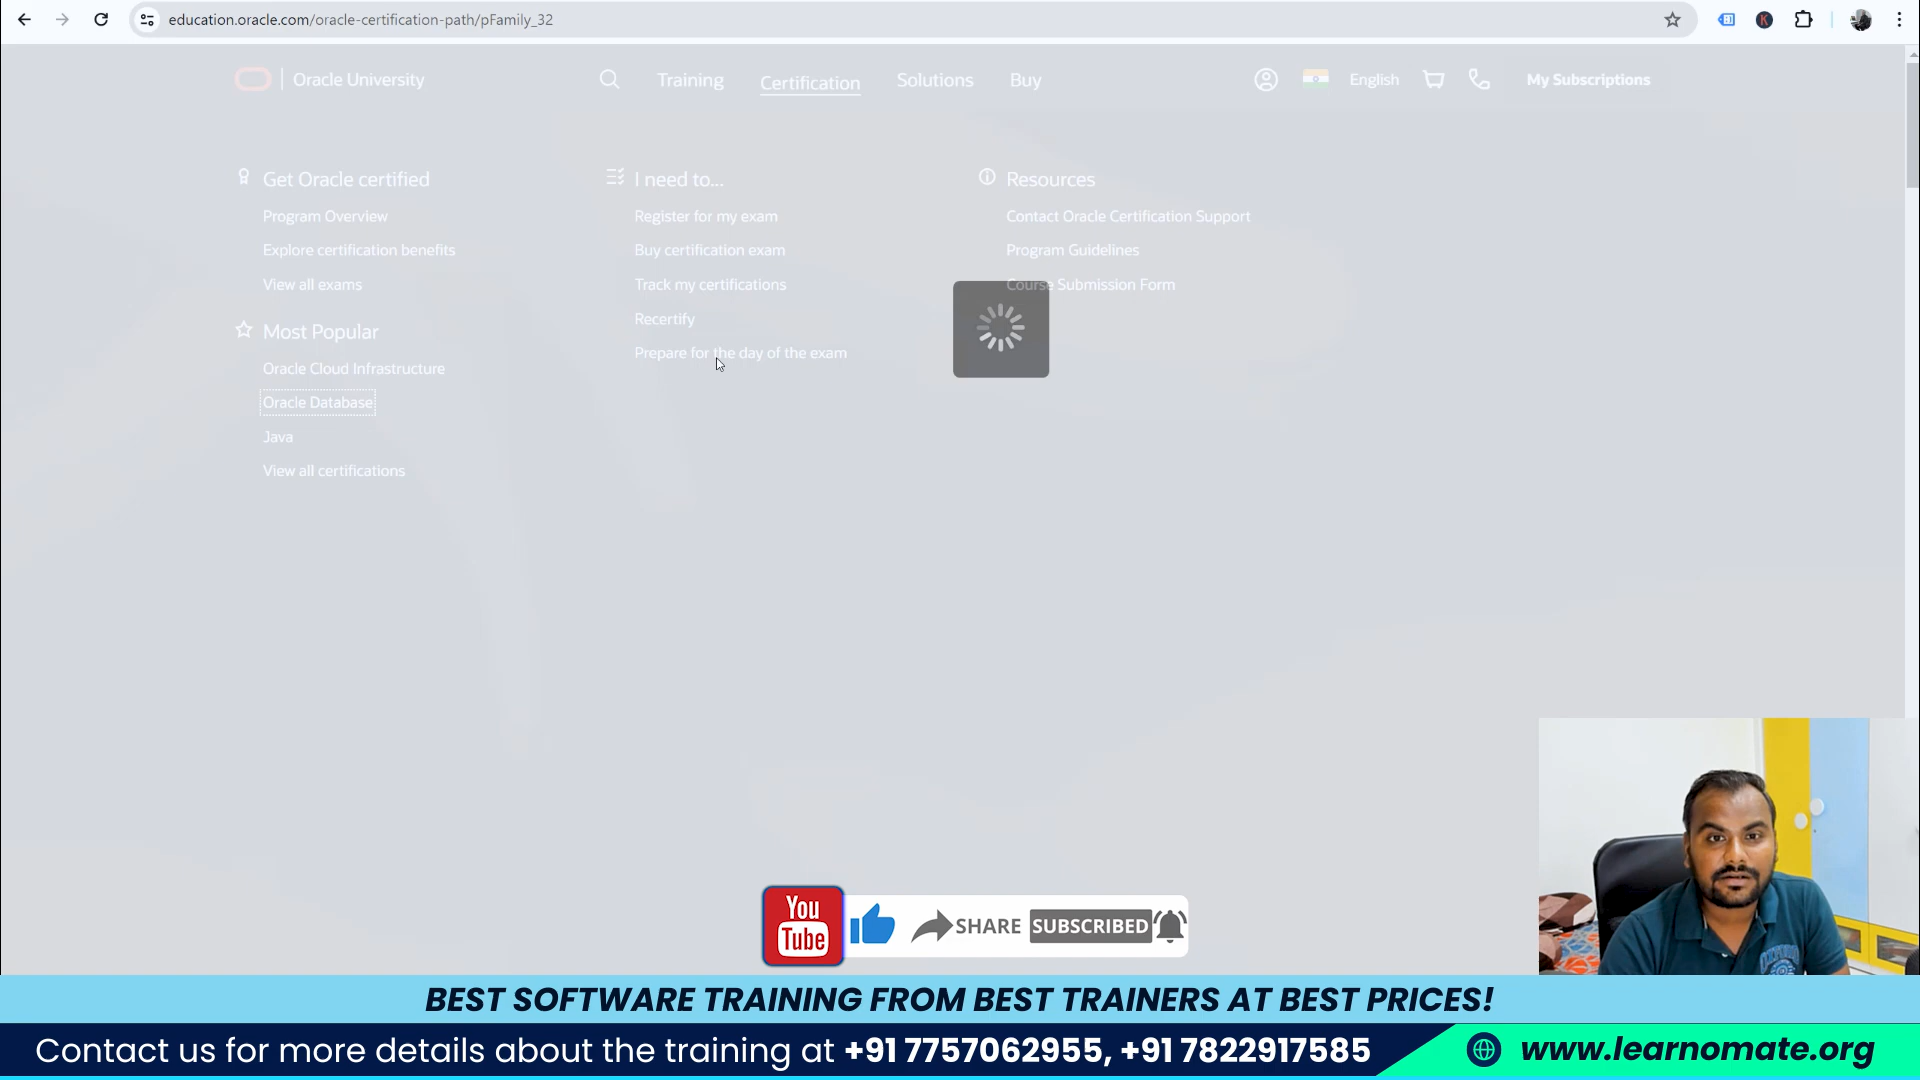 education.oracle.com/oracle-certification-path/pFamily_32
K
Oracle University
Training
Certification
Solutions
Buy
English
My Subscriptions
Get Oracle certified
Program Overview
Explore certification benefits
View all exams
Most Popular
Oracle Cloud Infrastructure
Oracle Database
Java
View all certifications
I need to...
Register for my exam
Buy certification exam
Track my certifications
Recertify
Prepare for the day of the exam
Resources
Contact Oracle Certification Support
Program Guidelines
Course Submission Form
You
Tube
SHARE
SUBSCRIBED
BEST SOFTWARE TRAINING FROM BEST TRAINERS AT BEST PRICES!
Contact us for more details about the training at +91 7757062955, +91 7822917585
www.learnomate.org